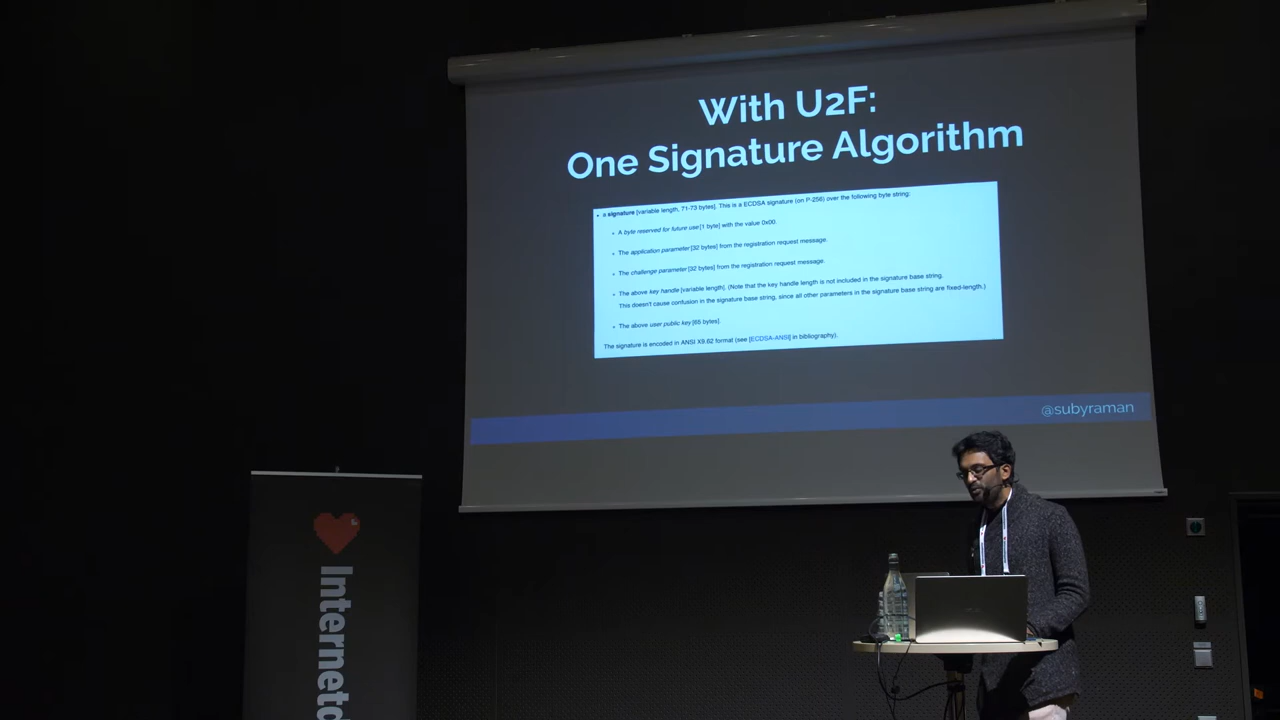 With U2F:
One Signature Algorithm
• a signature [variable length, 71-73 bytes]. This is a ECDSA signature (on P-256) over the following byte string:
• A byte reserved for future use [1 byte] with the value 0x00.
• The application parameter [32 bytes] from the registration request message.
• The challenge parameter [32 bytes] from the registration request message.
• The above key handle [variable length]. (Note that the key handle length is not included in the signature base string.
This doesn't cause confusion in the signature base string, since all other parameters in the signature base string are fixed-length.)
• The above user public key [65 bytes].
The signature is encoded in ANSI X9.62 format (see [ECDSA-ANSI] in bibliography).
@subyraman
Internetd